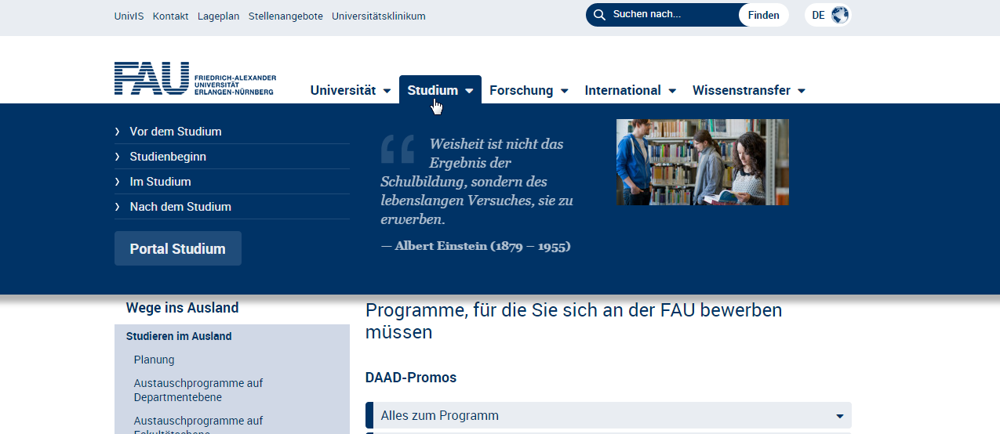 UnivIS Kontakt Lageplan Stellenangebote Universitätsklinikum
Suchen nach...
Finden
DE
FAU
FRIEDRICH-ALEXANDER
UNIVERSITÄT
ERLANGEN-NÜRNBERG
Universität Studium Forschung International Wissenstransfer
Vor dem Studium
Studienbeginn
Im Studium
Nach dem Studium
Portal Studium
“ Weisheit ist nicht das
Ergebnis der
Schulbildung, sondern des
lebenslangen Versuches, sie zu
erwerben.
— Albert Einstein (1879 – 1955)
Wege ins Ausland
Studieren im Ausland
Planung
Austauschprogramme auf
Departmentebene
Austauschprogramme auf
Fakultätsebene
Programme, für die Sie sich an der FAU bewerben
müssen
DAAD-Promos
Alles zum Programm